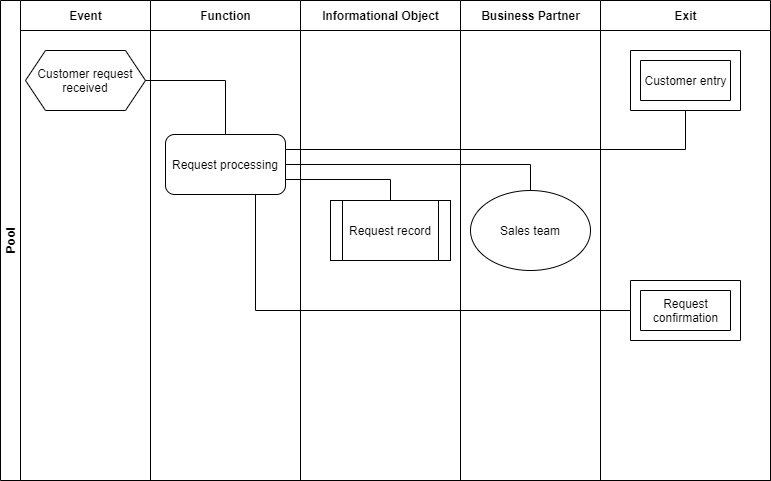 Event
Function
Informational Object
Business Partner
Exit
Pool
Customer request
received
Customer entry
Request processing
Request record
Sales team
Request
confirmation